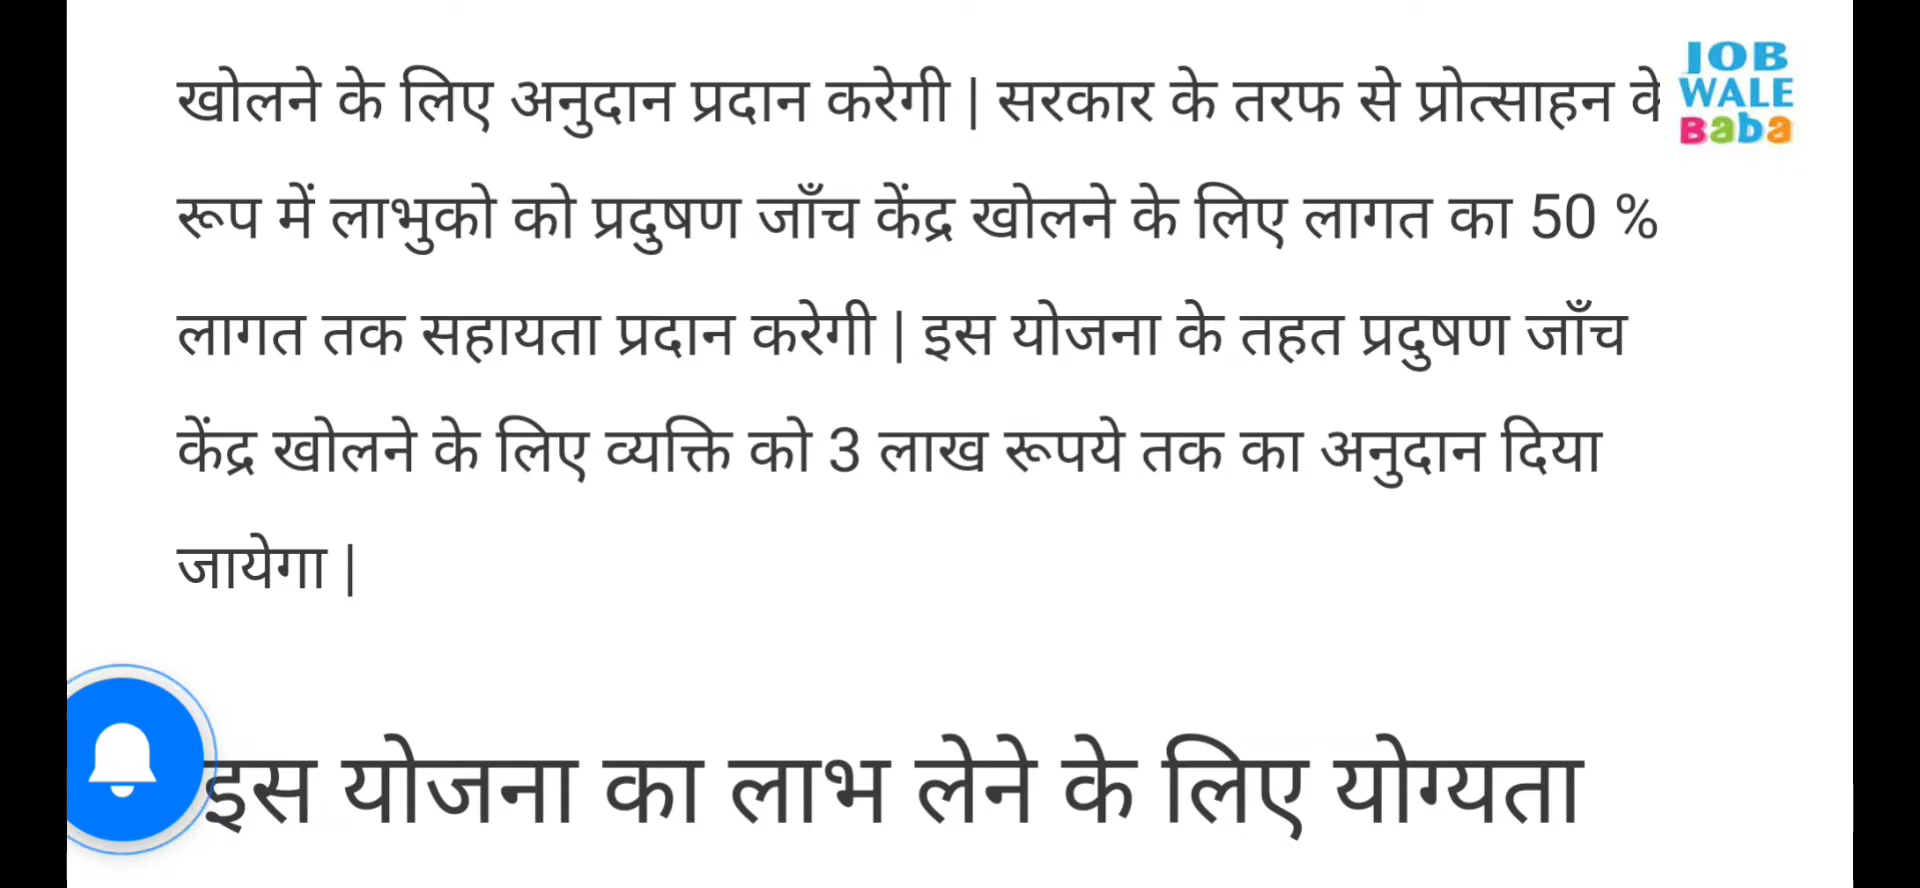 खोलने के लिए अनुदान प्रदान करेगी | सरकार के तरफ से प्रोत्साहन के
रूप में लाभुको को प्रदुषण जाँच केंद्र खोलने के लिए लागत का 50 %
लागत तक सहायता प्रदान करेगी | इस योजना के तहत प्रदुषण जाँच
केंद्र खोलने के लिए व्यक्ति को 3 लाख रूपये तक का अनुदान दिया
जायेगा |
इस योजना का लाभ लेने के लिए योग्यता
JOB
WALE
Baba